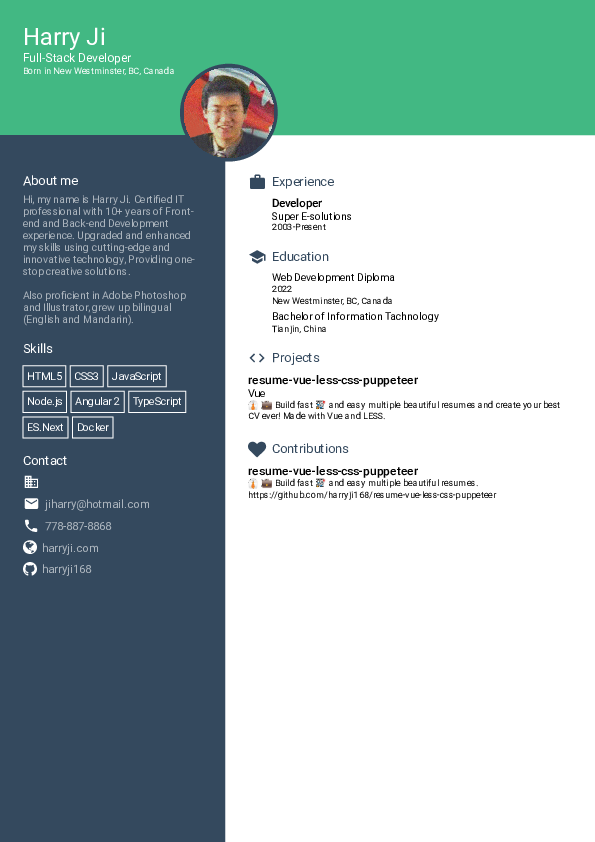 Harry Ji
Full-Stack Developer
Born in New Westminster, BC, Canada
About me
Hi, my name is Harry Ji. Certified IT
professional with 10+ years of Front-
end and Back-end Development
experience. Upgraded and enhanced
my skills using cutting-edge and
innovative technology, Providing one-
stop creative solutions.
Also proficient in Adobe Photoshop
and Illustrator, grew up bilingual
(English and Mandarin).
Skills
HTML5 CSS3 JavaScript
Node.js Angular 2 TypeScript
ES.Next Docker
Contact
jiharry@hotmail.com
778-887-8868
harryji.com
harryji168
Experience
Developer
Super E-solutions
2003-Present
Education
Web Development Diploma
2022
New Westminster, BC, Canada
Bachelor of Information Tachnology
Tianjin, China
Projects
resume-vue-less-css-puppeteer
Vue
👔 💼 Build fast 🚀 and easy multiple beautiful resumes and create your best
CV ever! Made with Vue and LESS.
Contributions
resume-vue-less-css-puppeteer
👔 💼 Build fast 🚀 and easy multiple beautiful resumes.
https://github.com/harryji168/resume-vue-less-css-puppeteer